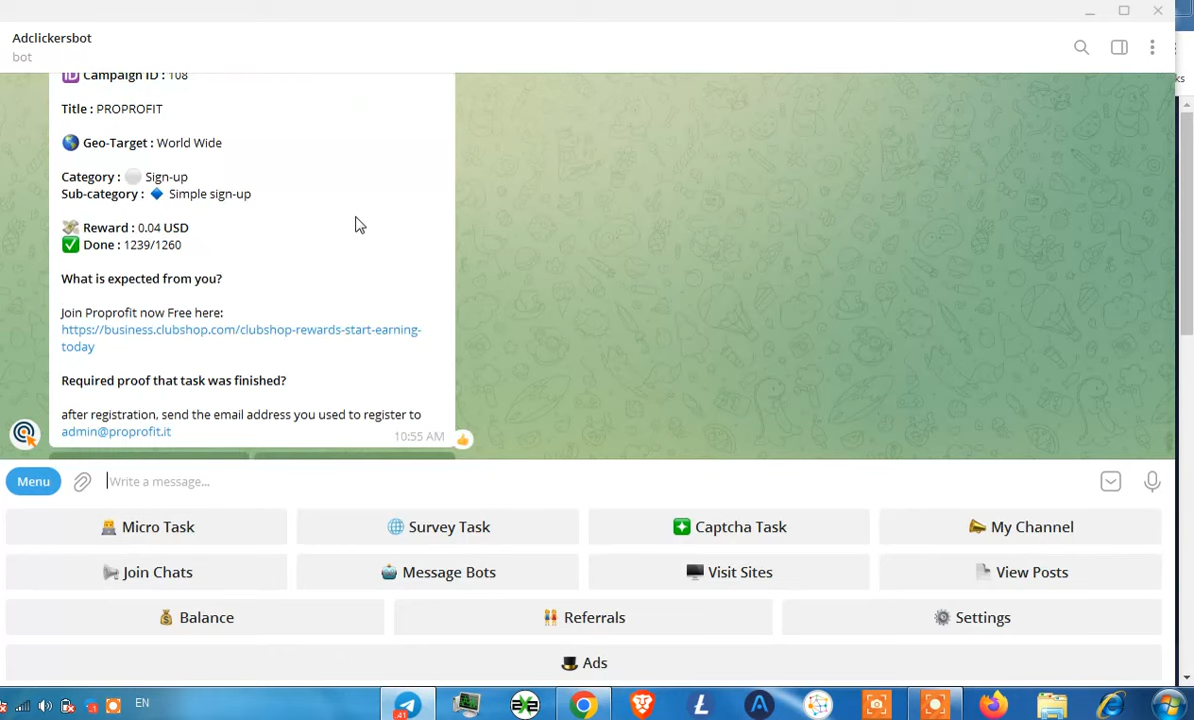 Adclickersbot
bot
Campaign ID : 108
Title : PROPROFIT
Geo-Target : World Wide
Category : Sign-up
Sub-category : Simple sign-up
Reward : 0.04 USD
Done : 1239/1260
What is expected from you?
Join Proprofit now Free here:
https://business.clubshop.com/clubshop-rewards-start-earning-
today
Required proof that task was finished?
after registration, send the email address you used to register to
admin@proprofit.it
10:55 AM
Menu
Write a message...
Micro Task
Survey Task
Captcha Task
My Channel
Join Chats
Message Bots
Visit Sites
View Posts
Balance
Referrals
Settings
Ads
EN
41